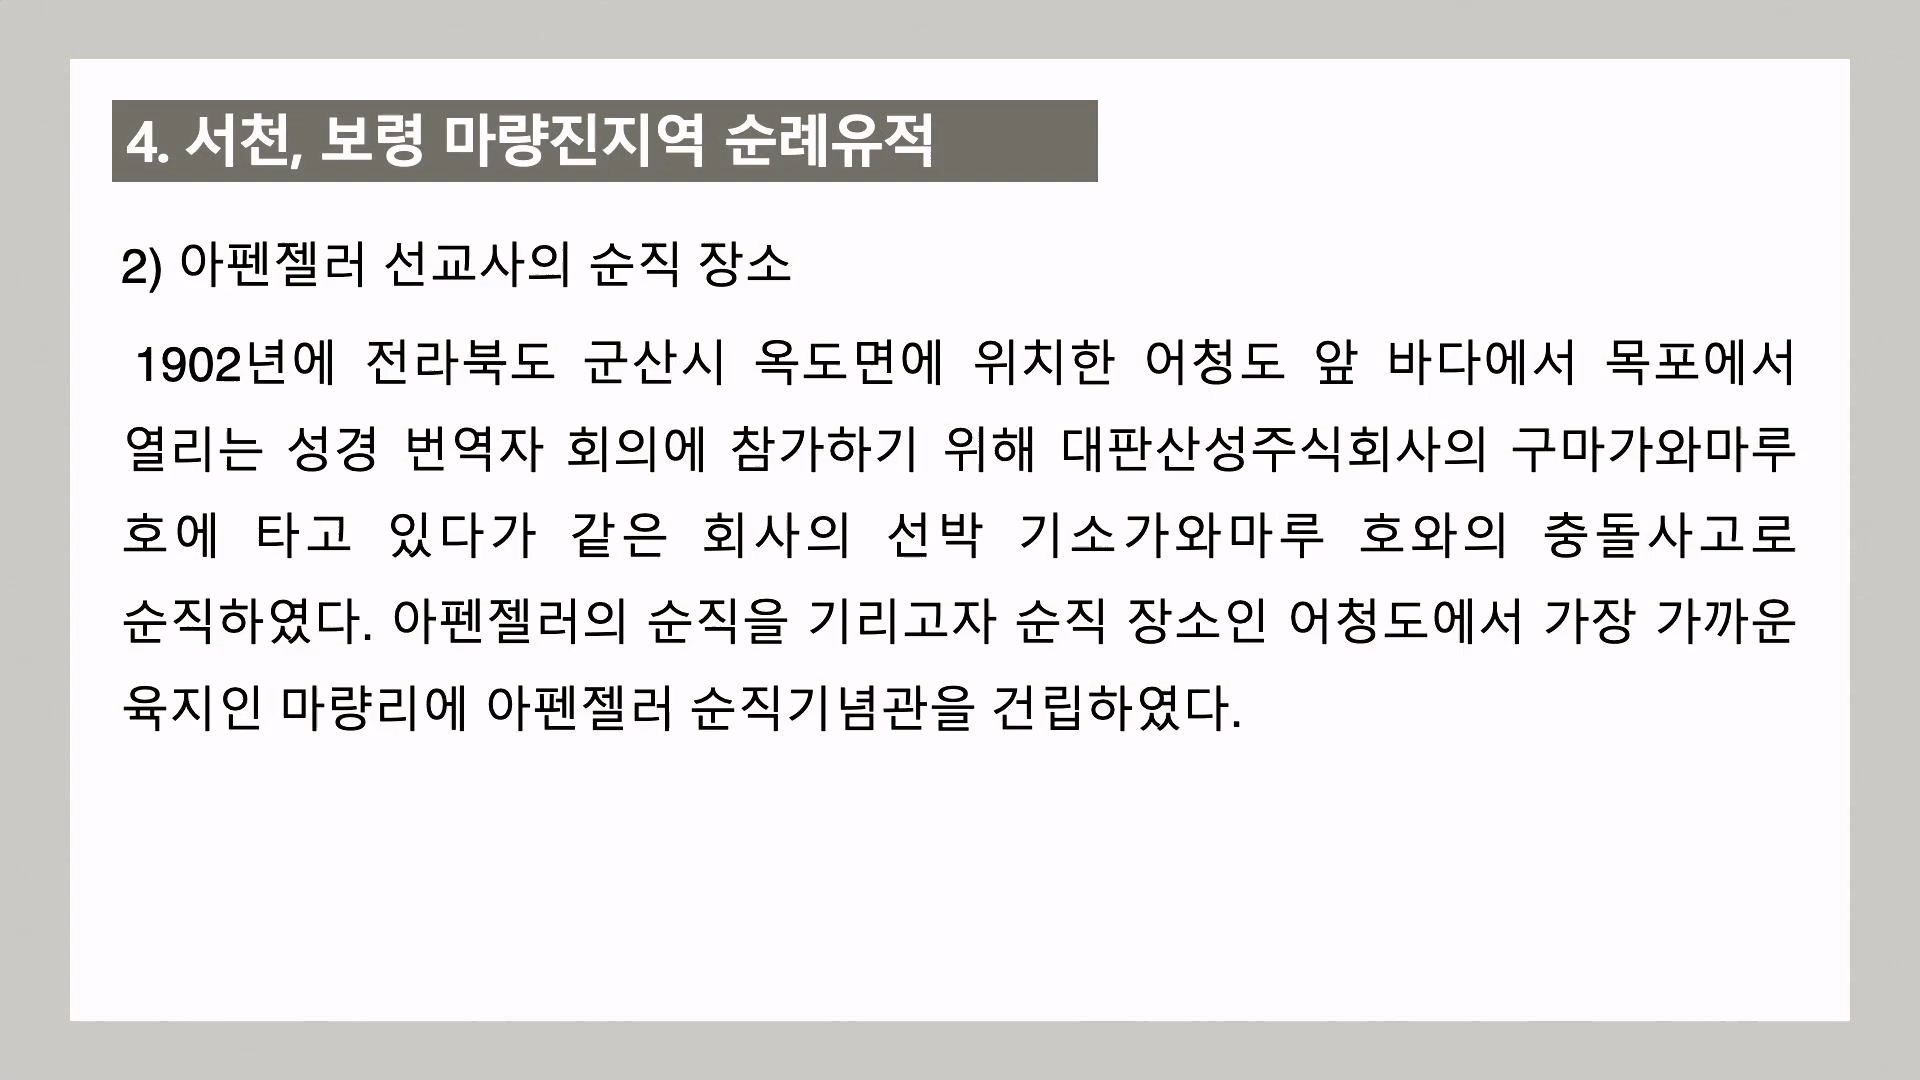 4. 서천, 보령 마량진지역 순례유적
2) 아펜젤러 선교사의 순직 장소
1902년에 전라북도 군산시 옥도면에 위치한 어청도 앞 바다에서 목포에서
열리는 성경 번역자 회의에 참가하기 위해 대판산성주식회사의 구마가와마루
호에 타고 있다가 같은 회사의 선박 기소가와마루 호와의 충돌사고로
순직하였다. 아펜젤러의 순직을 기리고자 순직 장소인 어청도에서 가장 가까운
육지인 마량리에 아펜젤러 순직기념관을 건립하였다.